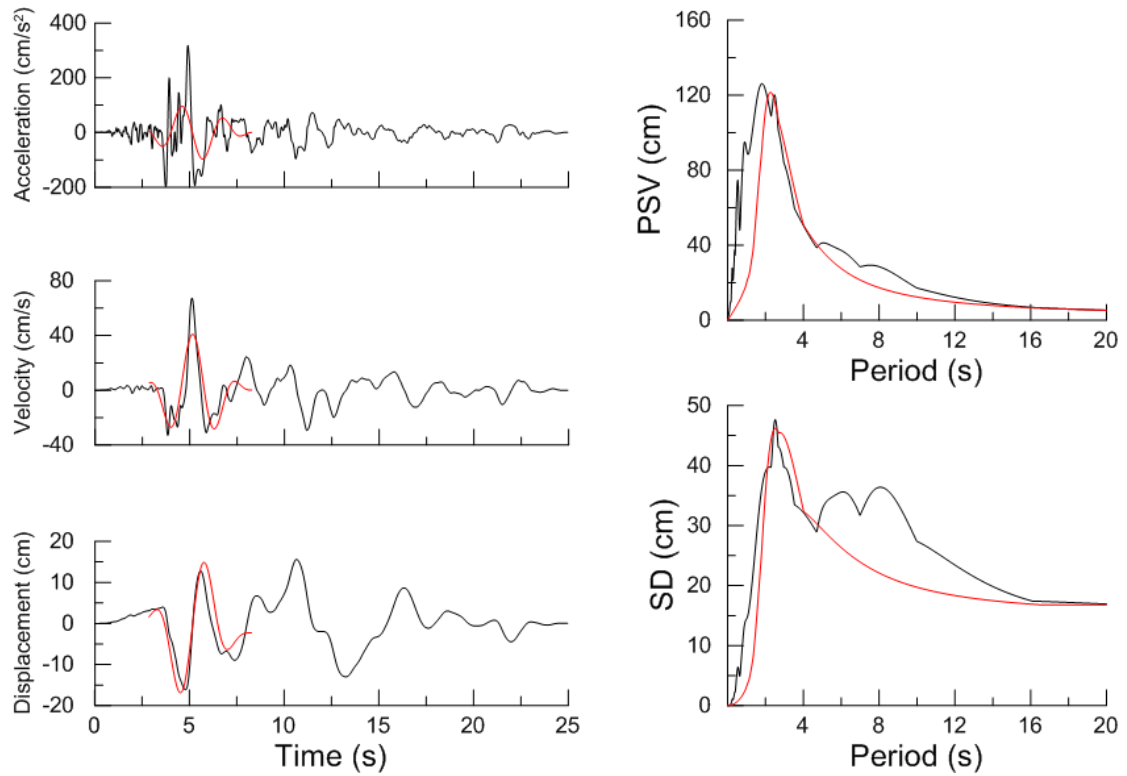 Acceleration (cm/s²)
400
200
0
-200
Velocity (cm/s)
80
40
0
-40
Displacement (cm)
20
10
0
-10
-20
0 5 10 15 20 25
Time (s)
PSV (cm)
160
120
80
40
0
4 8 12 16 20
Period (s)
SD (cm)
50
40
30
20
10
0
4 8 12 16 20
Period (s)